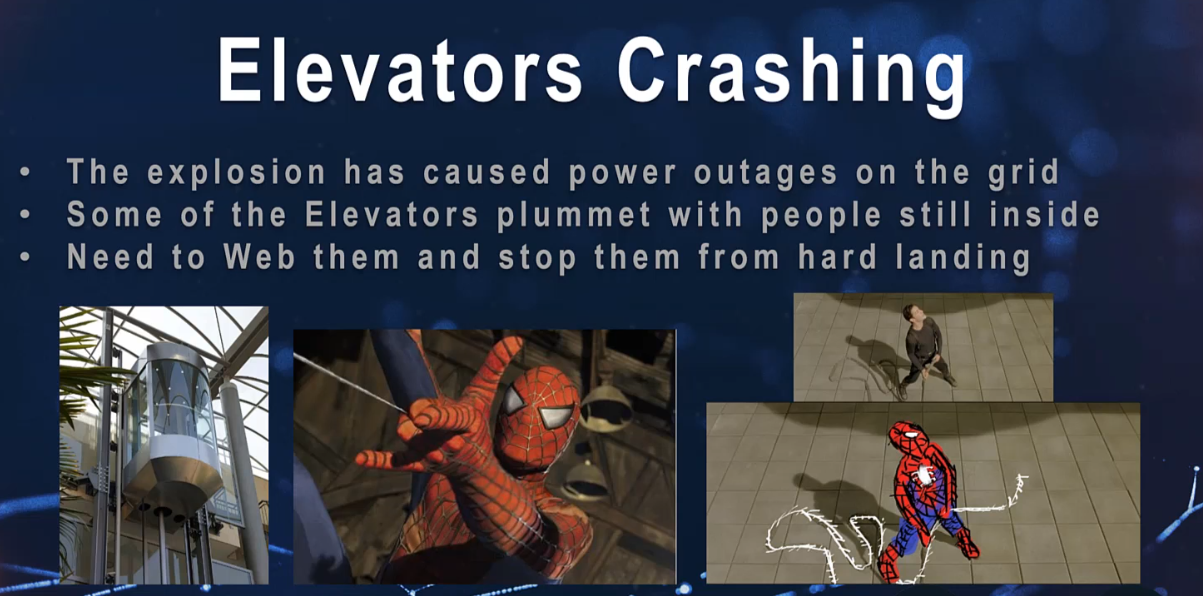 Elevators Crashing
• The explosion has caused power outages on the grid
• Some of the Elevators plummet with people still inside
• Need to Web them and stop them from hard landing